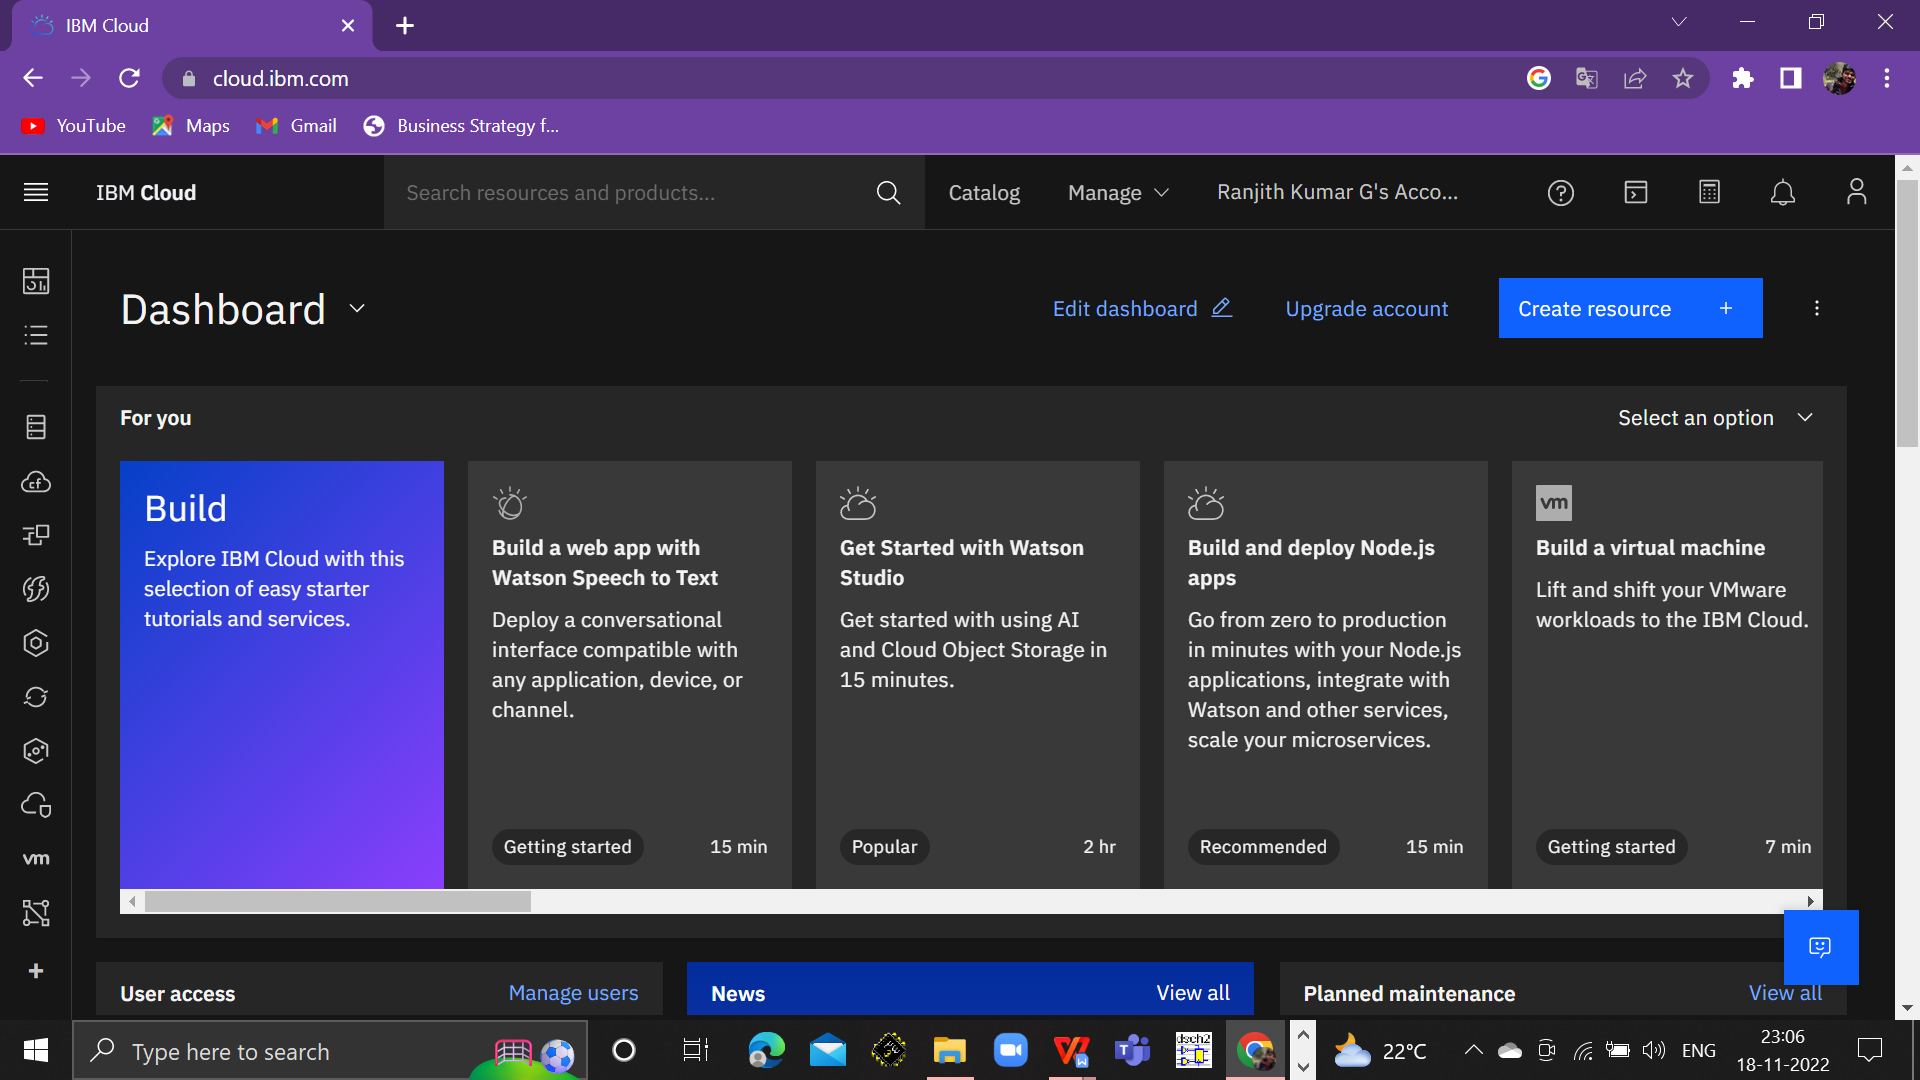 IBM Cloud
cloud.ibm.com
YouTube
Maps
Gmail
Business Strategy f...
IBM Cloud
Search resources and products...
Catalog
Manage
Ranjith Kumar G's Acco...
Dashboard
Edit dashboard
Upgrade account
Create resource +
For you
Select an option
Build
Explore IBM Cloud with this
selection of easy starter
tutorials and services.
Build a web app with
Watson Speech to Text
Deploy a conversational
interface compatible with
any application, device, or
channel.
Getting started
15 min
Get Started with Watson
Studio
Get started with using AI
and Cloud Object Storage in
15 minutes.
Popular
2 hr
Build and deploy Node.js
apps
Go from zero to production
in minutes with your Node.js
applications, integrate with
Watson and other services,
scale your microservices.
Recommended
15 min
vm
Build a virtual machine
Lift and shift your VMware
workloads to the IBM Cloud.
Getting started
7 min
cf
vm
User access
Manage users
News
View all
Planned maintenance
View all
Type here to search
dsch2
22°C
ENG
23:06
18-11-2022